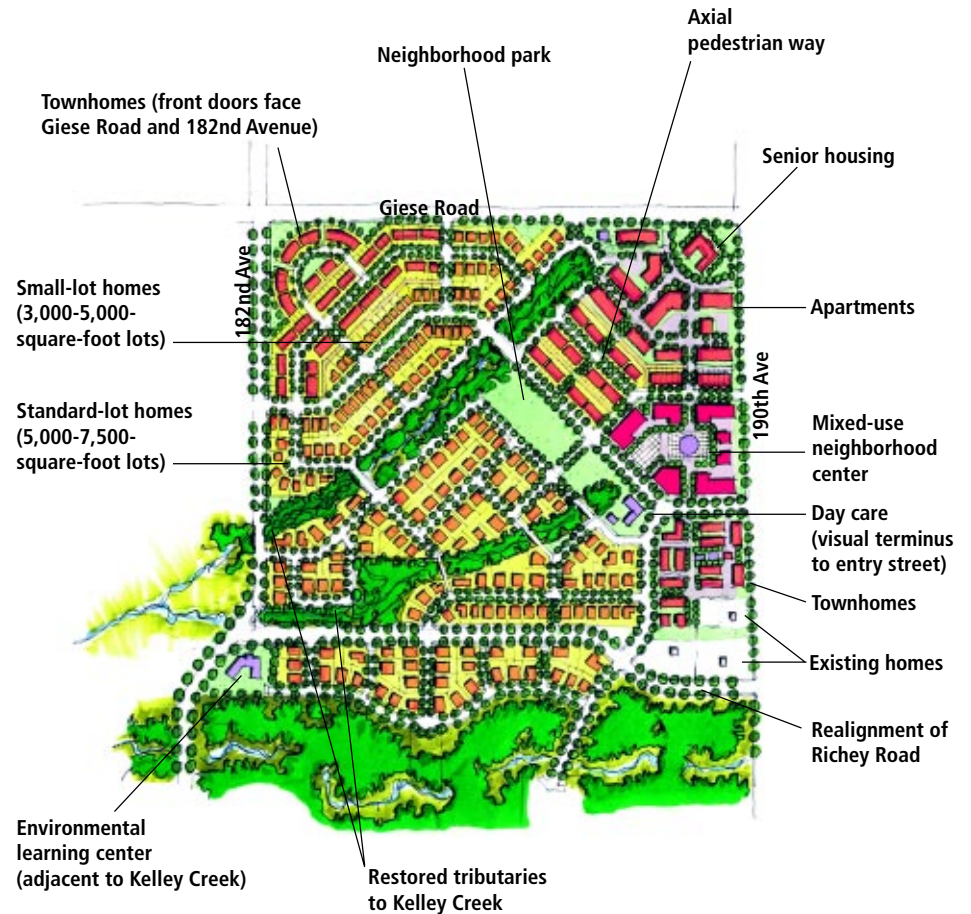 Axial
pedestrian way
Neighborhood park
Townhomes (front doors face
Giese Road and 182nd Avenue)
Senior housing
Giese Road
182nd Ave
Small-lot homes
(3,000-5,000-
square-foot lots)
Apartments
190th Ave
Standard-lot homes
(5,000-7,500-
square-foot lots)
Mixed-use
neighborhood
center
Day care
(visual terminus
to entry street)
Townhomes
Existing homes
Realignment of
Richey Road
Environmental
learning center
(adjacent to Kelley Creek)
Restored tributaries
to Kelley Creek